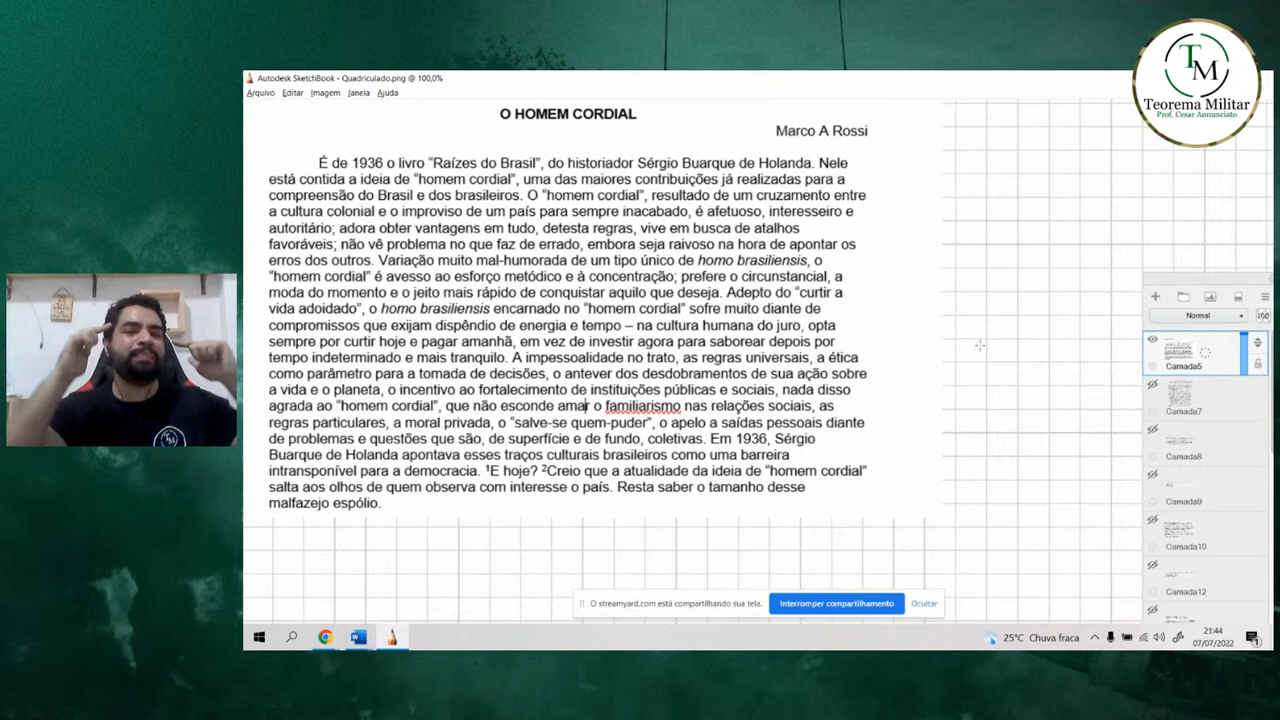 TM
Teorema Militar
Prof. Cesar Annunciato
Autodesk SketchBook - Quadriculado.png @ 100,0%
Arquivo Editar Imagem Janela Ajuda
O HOMEM CORDIAL
Marco A Rossi
É de 1936 o livro “Raízes do Brasil”, do historiador Sérgio Buarque de Holanda. Nele
está contida a ideia de “homem cordial”, uma das maiores contribuições já realizadas para a
compreensão do Brasil e dos brasileiros. O “homem cordial”, resultado de um cruzamento entre
a cultura colonial e o improviso de um país para sempre inacabado, é afetuoso, interesseiro e
autoritário; adora obter vantagens em tudo, detesta regras, vive em busca de atalhos
favoráveis; não vê problema no que faz de errado, embora seja raivoso na hora de apontar os
erros dos outros. Variação muito mal-humorada de um tipo único de homo brasiliensis, o
“homem cordial” é avesso ao esforço metódico e à concentração; prefere o circunstancial, a
moda do momento e o jeito mais rápido de conquistar aquilo que deseja. Adepto do “curtir a
vida adoidado”, o homo brasiliensis encarnado no “homem cordial” sofre muito diante de
compromissos que exijam dispêndio de energia e tempo – na cultura humana do juro, opta
sempre por curtir hoje e pagar amanhã, em vez de investir agora para saborear depois por
tempo indeterminado e mais tranquilo. A impessoalidade no trato, as regras universais, a ética
como parâmetro para a tomada de decisões, o antever dos desdobramentos de sua ação sobre
a vida e o planeta, o incentivo ao fortalecimento de instituições públicas e sociais, nada disso
agrada ao “homem cordial”, que não esconde amar o familiarismo nas relações sociais, as
regras particulares, a moral privada, o “salve-se quem-puder”, o apelo a saídas pessoais diante
de problemas e questões que são, de superfície e de fundo, coletivas. Em 1936, Sérgio
Buarque de Holanda apontava esses traços culturais brasileiros como uma barreira
intransponível para a democracia. ¹E hoje? ²Creio que a atualidade da ideia de “homem cordial”
salta aos olhos de quem observa com interesse o país. Resta saber o tamanho desse
malfazejo espólio.
Normal
100
Camada5
Camada7
Camada8
Camada9
Camada10
Camada12
O streamyard.com está compartilhando sua tela. Interromper compartilhamento Ocultar
25°C Chuva fraca
21:44
07/07/2022